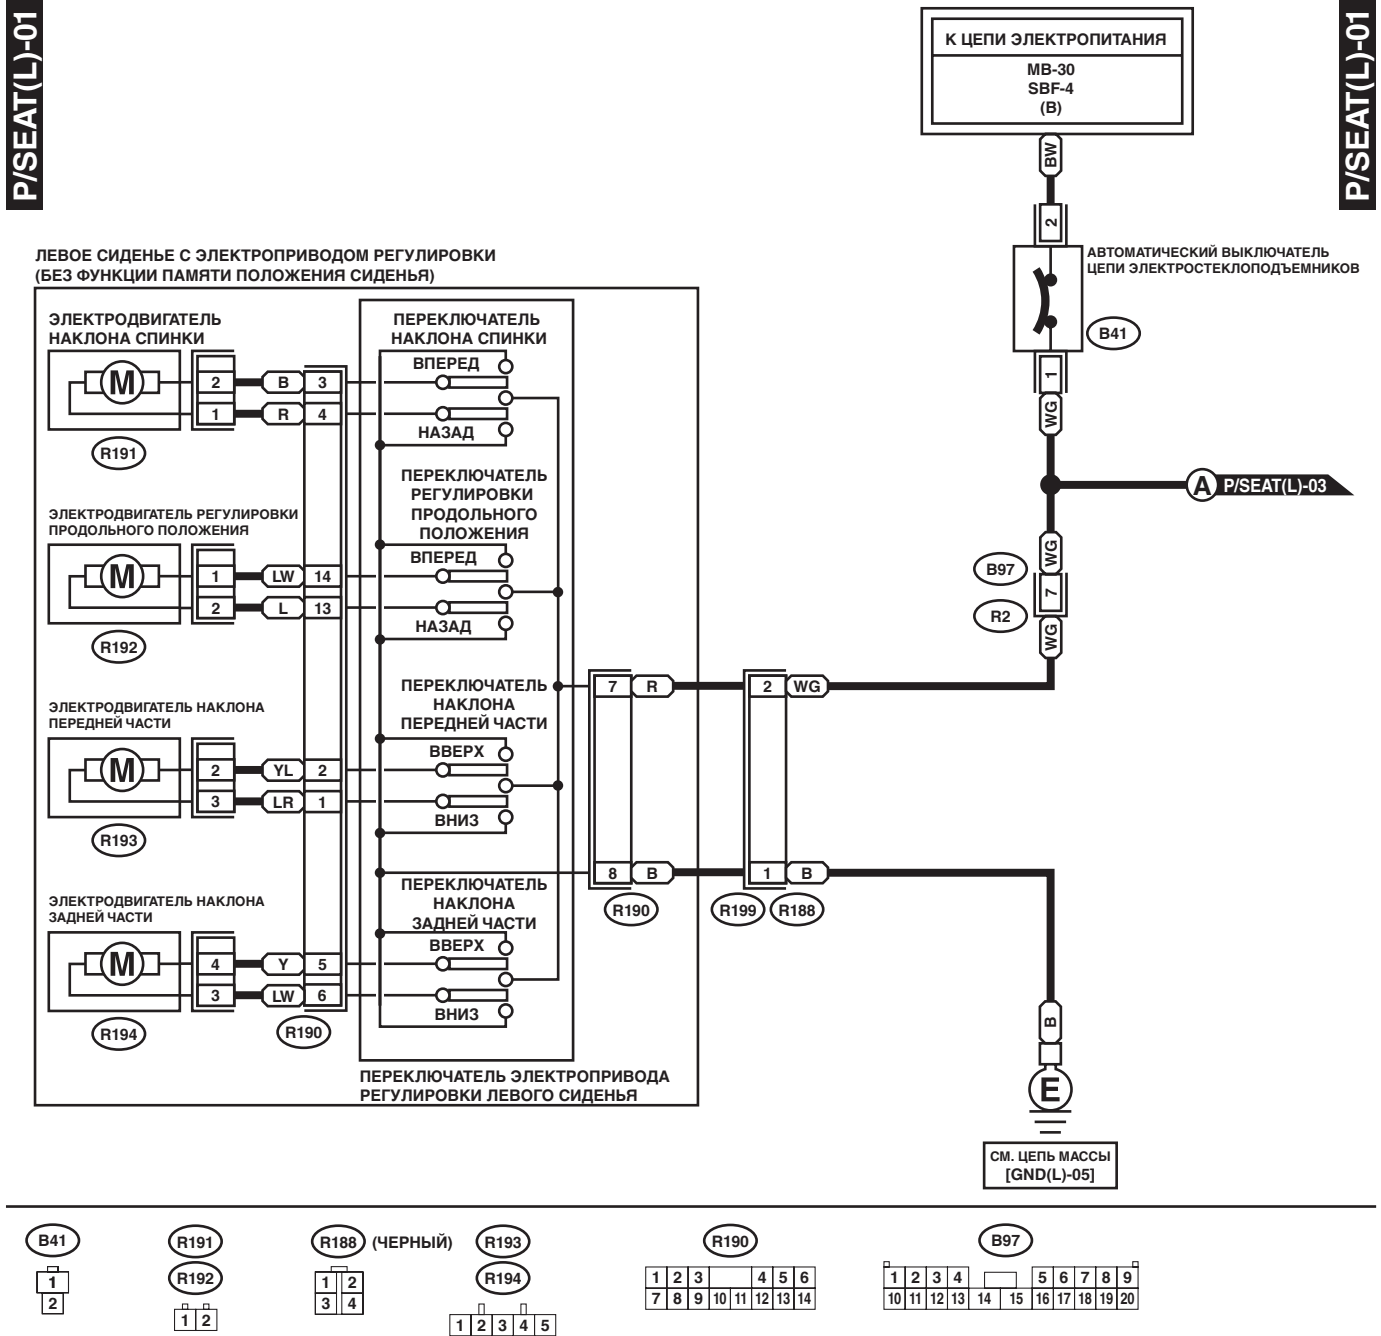 P/SEAT(L)-01
P/SEAT(L)-01
К ЦЕПИ ЭЛЕКТРОПИТАНИЯ
MB-30
SBF-4
(B)
BW
2
АВТОМАТИЧЕСКИЙ ВЫКЛЮЧАТЕЛЬ
ЦЕПИ ЭЛЕКТРОСТЕКЛОПОДЪЕМНИКОВ
B41
1
WG
A P/SEAT(L)-03
WG
B97
7
R2
WG
ЛЕВОЕ СИДЕНЬЕ С ЭЛЕКТРОПРИВОДОМ РЕГУЛИРОВКИ
(БЕЗ ФУНКЦИИ ПАМЯТИ ПОЛОЖЕНИЯ СИДЕНЬЯ)
ЭЛЕКТРОДВИГАТЕЛЬ
НАКЛОНА СПИНКИ
M
2 B 3
1 R 4
R191
ПЕРЕКЛЮЧАТЕЛЬ
НАКЛОНА СПИНКИ
ВПЕРЕД
НАЗАД
ЭЛЕКТРОДВИГАТЕЛЬ РЕГУЛИРОВКИ
ПРОДОЛЬНОГО ПОЛОЖЕНИЯ
M
1 LW 14
2 L 13
R192
ПЕРЕКЛЮЧАТЕЛЬ
РЕГУЛИРОВКИ
ПРОДОЛЬНОГО
ПОЛОЖЕНИЯ
ВПЕРЕД
НАЗАД
ЭЛЕКТРОДВИГАТЕЛЬ НАКЛОНА
ПЕРЕДНЕЙ ЧАСТИ
M
2 YL 2
3 LR 1
R193
ПЕРЕКЛЮЧАТЕЛЬ
НАКЛОНА
ПЕРЕДНЕЙ ЧАСТИ
ВВЕРХ
ВНИЗ
7 R 2 WG
8 B 1 B
R190 R199 R188
ЭЛЕКТРОДВИГАТЕЛЬ НАКЛОНА
ЗАДНЕЙ ЧАСТИ
M
4 Y 5
3 LW 6
R194
R190
ПЕРЕКЛЮЧАТЕЛЬ
НАКЛОНА
ЗАДНЕЙ ЧАСТИ
ВВЕРХ
ВНИЗ
ПЕРЕКЛЮЧАТЕЛЬ ЭЛЕКТРОПРИВОДА
РЕГУЛИРОВКИ ЛЕВОГО СИДЕНЬЯ
B
E
СМ. ЦЕПЬ МАССЫ
[GND(L)-05]
B41
1
2
R191
R192
1 2
R188 (ЧЕРНЫЙ)
1 2
3 4
R193
R194
1 2 3 4 5
R190
1 2 3 4 5 6
7 8 9 10 11 12 13 14
B97
1 2 3 4 5 6 7 8 9
10 11 12 13 14 15 16 17 18 19 20